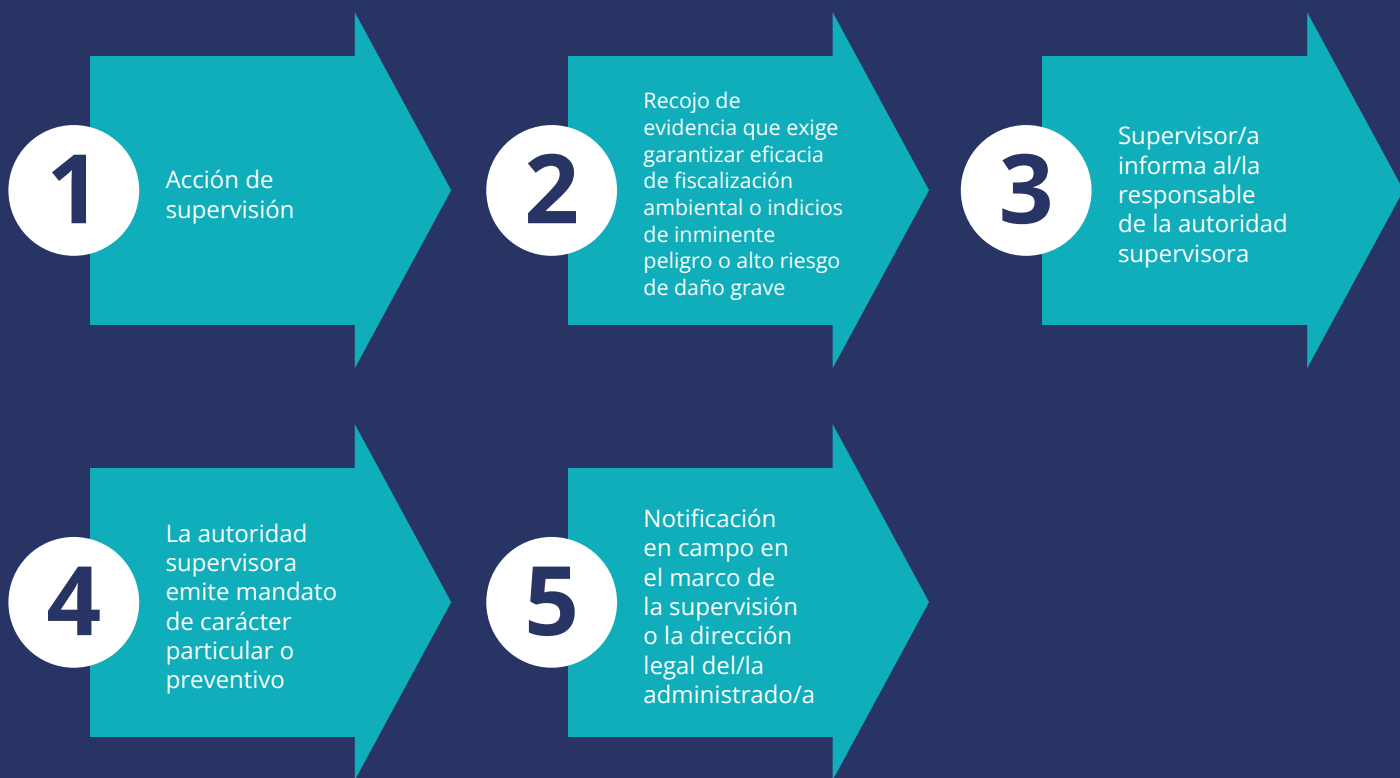 1
Acción de
supervisión
2
Recojo de
evidencia que exige
garantizar eficacia
de fiscalización
ambiental o indicios
de inminente
peligro o alto riesgo
de daño grave
3
Supervisor/a
informa al/la
responsable
de la autoridad
supervisora
4
La autoridad
supervisora
emite mandato
de carácter
particular o
preventivo
5
Notificación
en campo en
el marco de
la supervisión
o la dirección
legal del/la
administrado/a